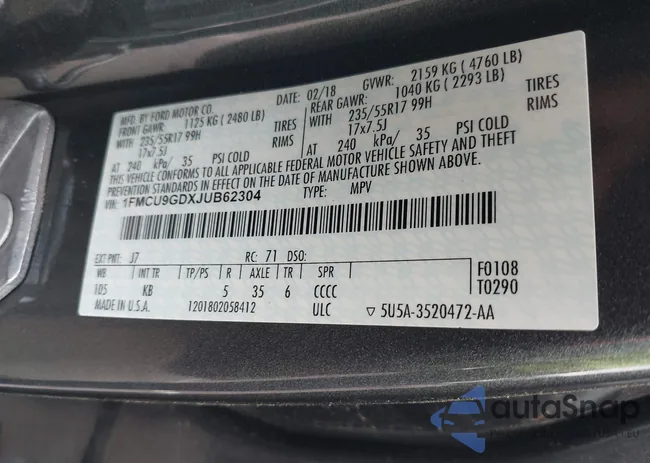 MFD. BY FORD MOTOR CO.
DATE: 02/18 GVWR: 2159 KG ( 4760 LB)
FRONT GAWR: 1125 KG ( 2480 LB) REAR GAWR: 1040 KG ( 2293 LB)
WITH 235/55R17 99H TIRES WITH 235/55R17 99H TIRES
17x7.5J RIMS 17x7.5J RIMS
AT 240 kPa/ 35 PSI COLD AT 240 kPa/ 35 PSI COLD
CONFORMS TO ALL APPLICABLE FEDERAL MOTOR VEHICLE SAFETY AND THEFT
PREVENTION STANDARDS IN EFFECT ON THE DATE OF MANUFACTURE SHOWN ABOVE.
VIN: 1FMCU9GDXJUB62304 TYPE: MPV
EXT PNT: J7 RC: 71 DSO:
WB INT TR TP/PS R AXLE TR SPR F0108
105 KB 5 35 6 CCCC T0290
MADE IN U.S.A. 1201802058412 ULC ▽ 5U5A-3520472-AA
autoSnap